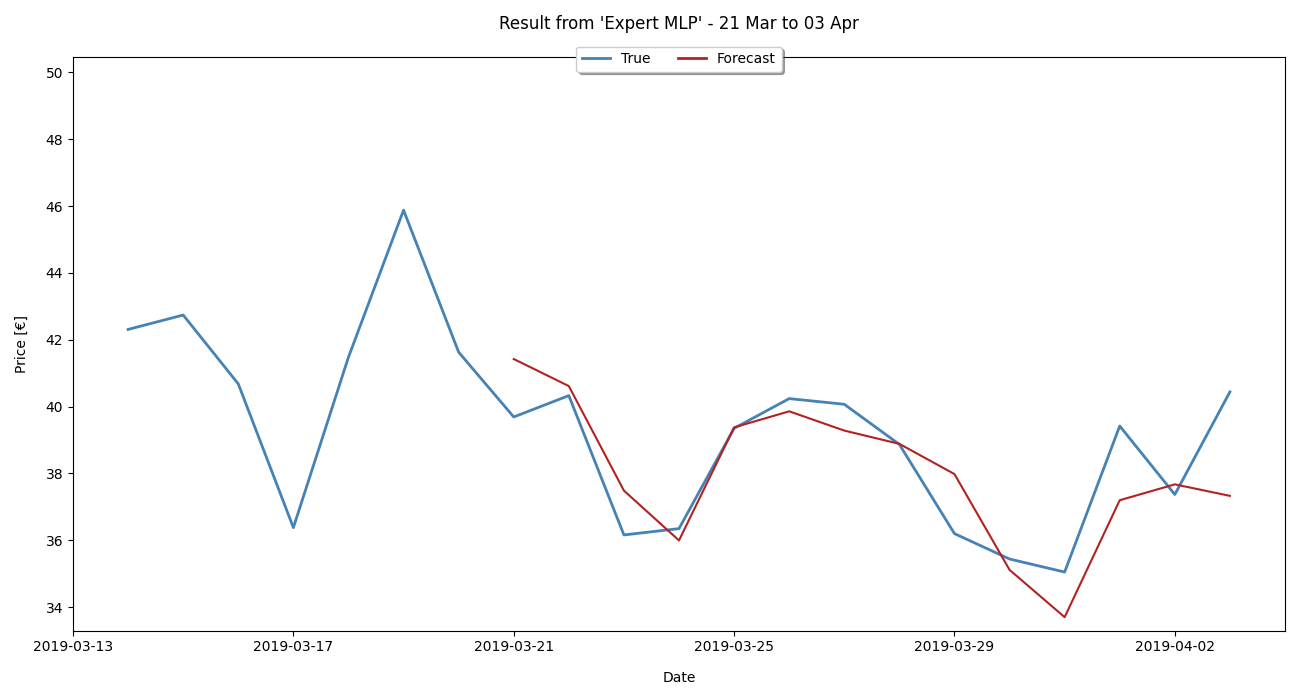 Result from 'Expert MLP' - 21 Mar to 03 Apr
True Forecast
50
48
46
44
42
40
38
36
34
Price [€]
2019-03-13 2019-03-17 2019-03-21 2019-03-25 2019-03-29 2019-04-02
Date